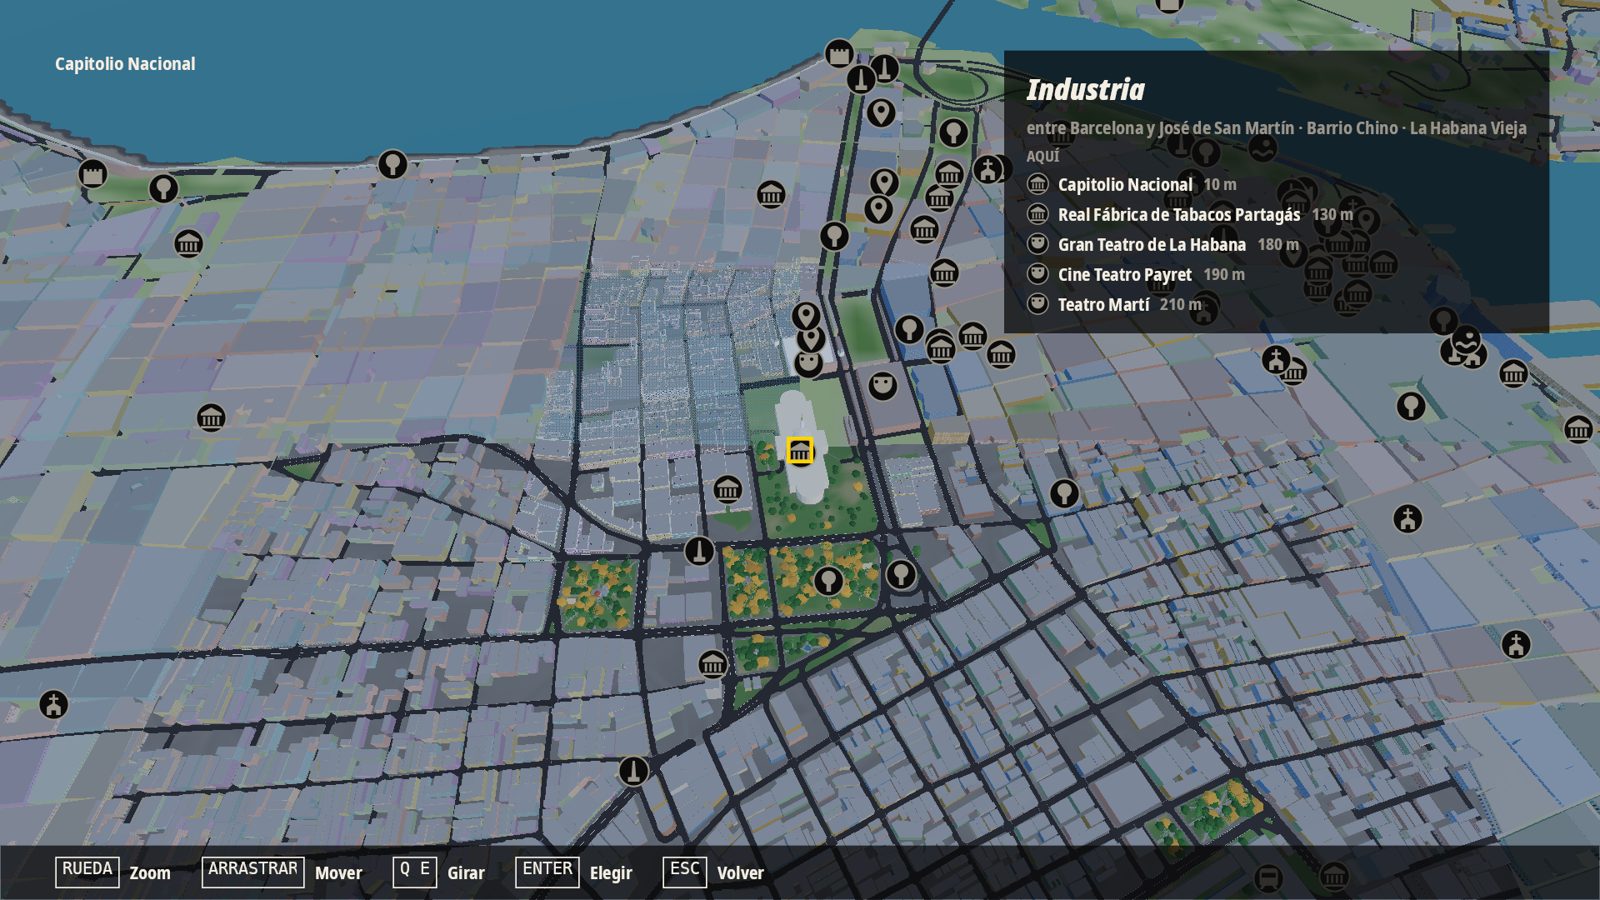 Capitolio Nacional
Industria
entre Barcelona y José de San Martín · Barrio Chino · La Habana Vieja
AQUÍ
Capitolio Nacional 10 m
Real Fábrica de Tabacos Partagás 130 m
Gran Teatro de La Habana 180 m
Cine Teatro Payret 190 m
Teatro Martí 210 m
RUEDA Zoom ARRASTRAR Mover Q E Girar ENTER Elegir ESC Volver